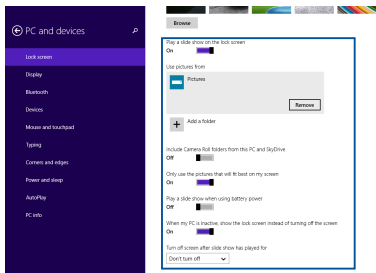 PC and devices
Lock screen
Display
Bluetooth
Devices
Mouse and touchpad
Typing
Corners and edges
Power and sleep
AutoPlay
PC info
Browse
Play a slide show on the lock screen
On
Use pictures from
Pictures
Remove
Add a folder
Include Camera Roll folders from this PC and SkyDrive
Off
Only use the pictures that will fit best on my screen
On
Play a slide show when using battery power
Off
When my PC is inactive, show the lock screen instead of turning off the screen
On
Turn off screen after slide show has played for
Don't turn off